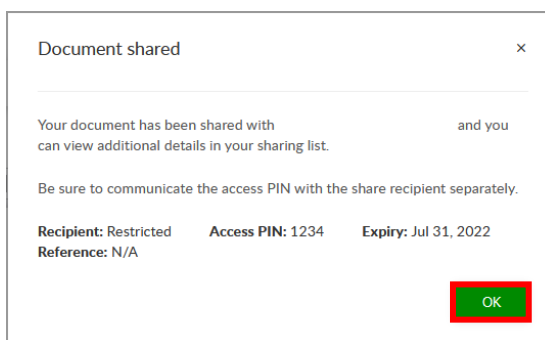 Document shared ×
Your document has been shared with and you
can view additional details in your sharing list.
Be sure to communicate the access PIN with the share recipient separately.
Recipient: Restricted Access PIN: 1234 Expiry: Jul 31, 2022
Reference: N/A
OK